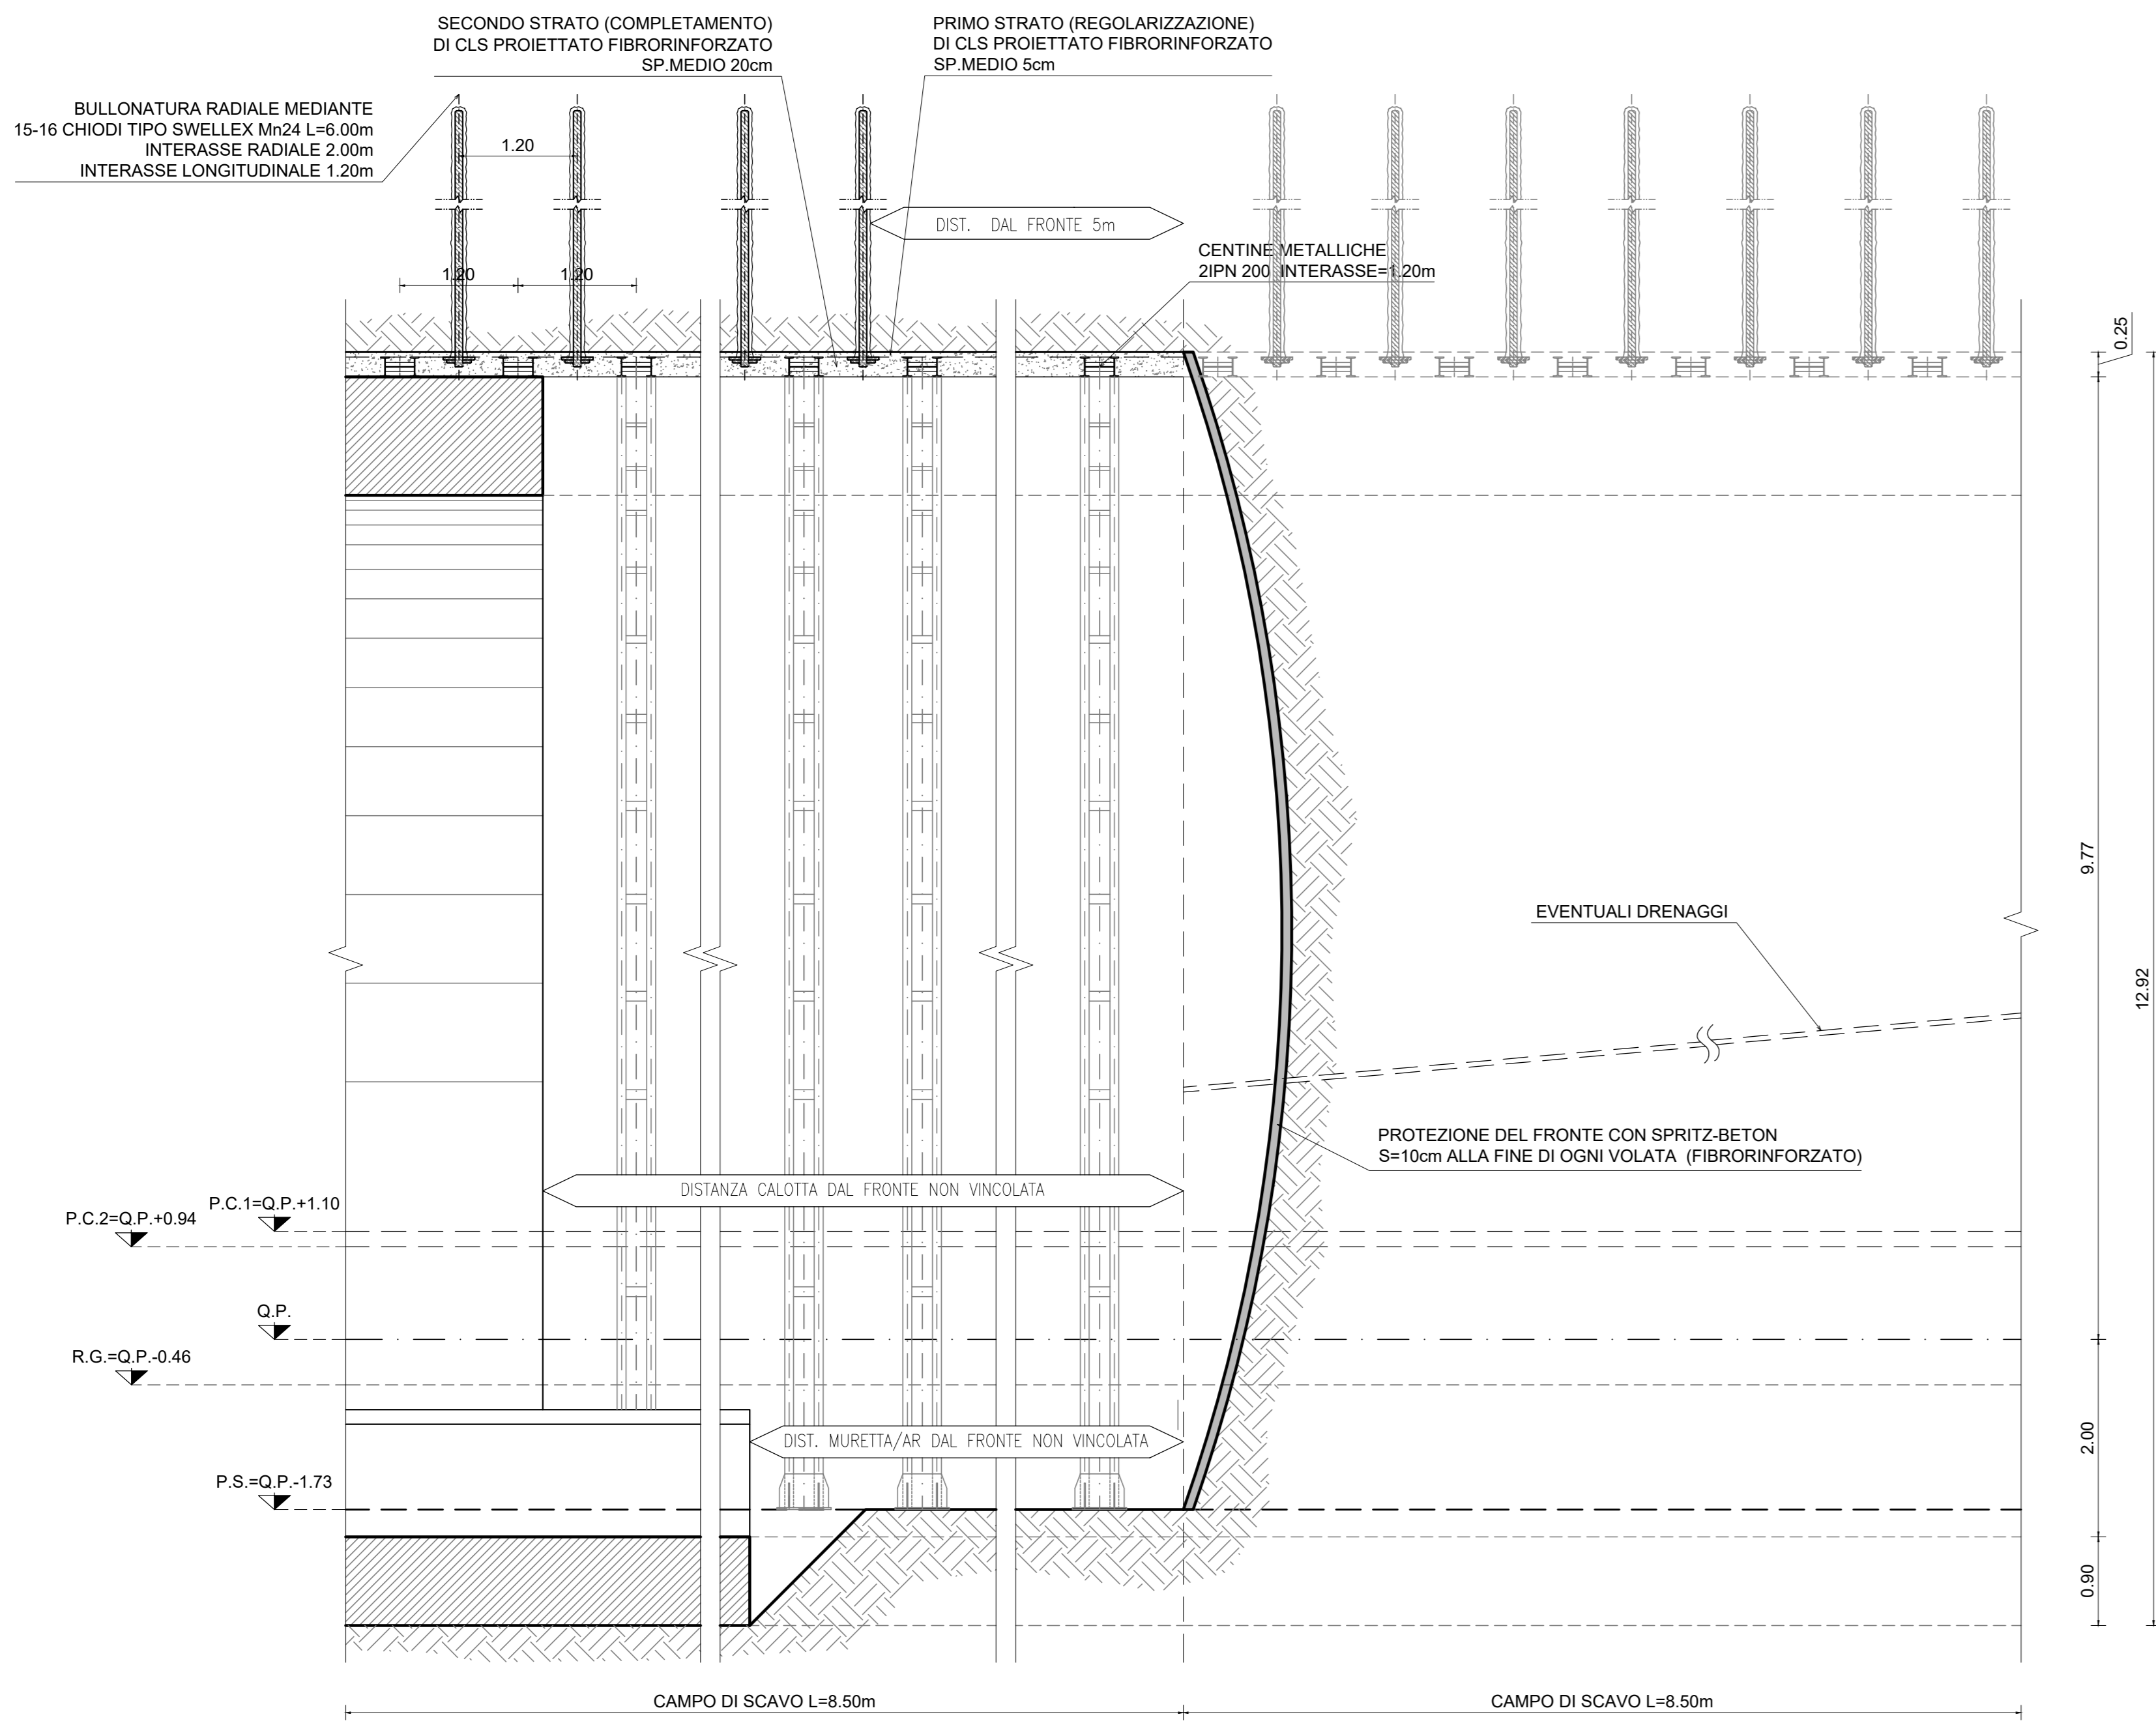 SECONDO STRATO (COMPLETAMENTO)
DI CLS PROIETTATO FIBRORINFORZATO
SP.MEDIO 20cm
PRIMO STRATO (REGOLARIZZAZIONE)
DI CLS PROIETTATO FIBRORINFORZATO
SP.MEDIO 5cm
BULLONATURA RADIALE MEDIANTE
15-16 CHIODI TIPO SWELLEX Mn24 L=6.00m
INTERASSE RADIALE 2.00m
INTERASSE LONGITUDINALE 1.20m
1.20
DIST. DAL FRONTE 5m
CENTINE METALLICHE
2IPN 200 INTERASSE=1.20m
1.20
1.20
0.25
9.77
12.92
EVENTUALI DRENAGGI
PROTEZIONE DEL FRONTE CON SPRITZ-BETON
S=10cm ALLA FINE DI OGNI VOLATA (FIBRORINFORZATO)
DISTANZA CALOTTA DAL FRONTE NON VINCOLATA
P.C.1=Q.P.+1.10
P.C.2=Q.P.+0.94
Q.P.
R.G.=Q.P.-0.46
2.00
DIST. MURETTA/AR DAL FRONTE NON VINCOLATA
P.S.=Q.P.-1.73
0.90
CAMPO DI SCAVO L=8.50m
CAMPO DI SCAVO L=8.50m